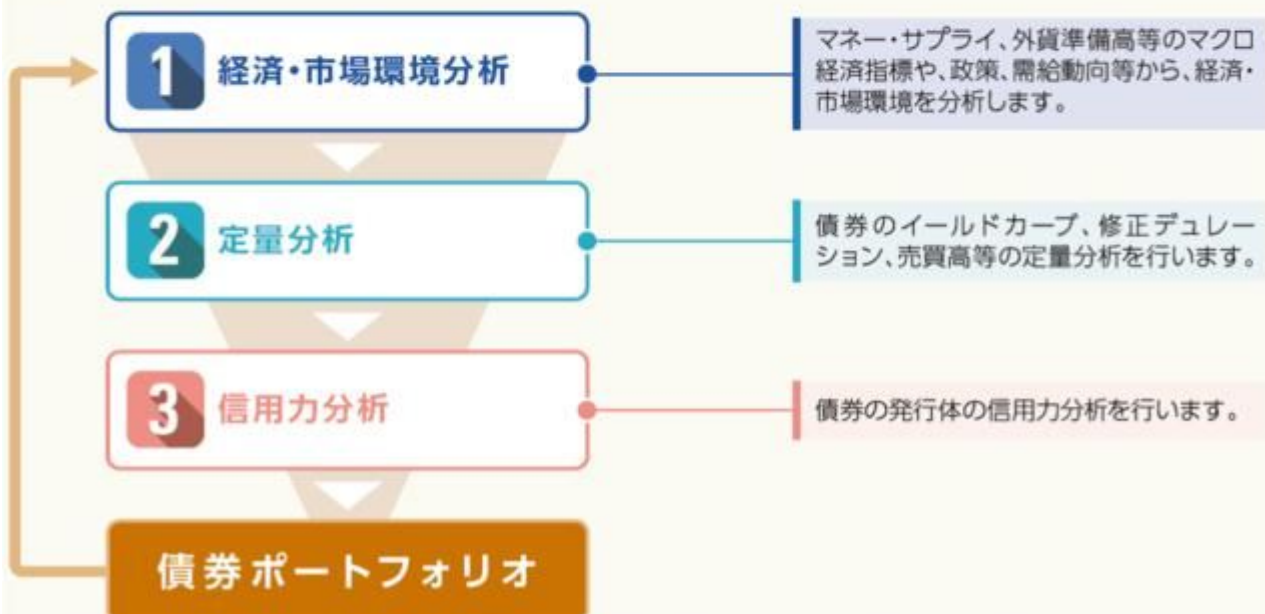 1 経済・市場環境分析
マネー・サプライ、外貨準備高等のマクロ
経済指標や、政策、需給動向等から、経済・
市場環境を分析します。
2 定量分析
債券のイールドカーブ、修正デュレー
ション、売買高等の定量分析を行います。
3 信用力分析
債券の発行体の信用力分析を行います。
債券ポートフォリオ